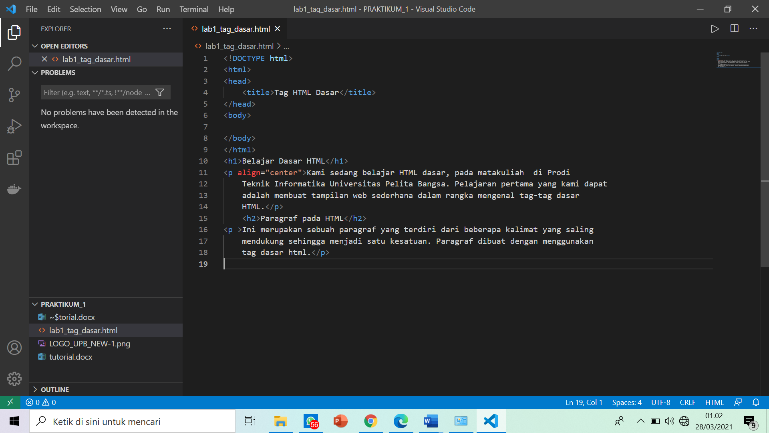 File Edit Selection View Go Run Terminal Help
lab1_tag_dasar.html - PRAKTIKUM_1 - Visual Studio Code
EXPLORER
OPEN EDITORS
lab1_tag_dasar.html
PROBLEMS
Filter (e.g. text, **/*.ts, !**/node ...
No problems have been detected in the
workspace.
PRAKTIKUM_1
~$torial.docx
lab1_tag_dasar.html
LOGO_UPB_NEW-1.png
tutorial.docx
OUTLINE
lab1_tag_dasar.html
lab1_tag_dasar.html > ...
1 <!DOCTYPE html>
2 <html>
3 <head>
4 <title>Tag HTML Dasar</title>
5 </head>
6 <body>
7
8 </body>
9 </html>
10 <h1>Belajar Dasar HTML</h1>
11 <p align="center">Kami sedang belajar HTML dasar, pada matakuliah  di Prodi
12 Teknik Informatika Universitas Pelita Bangsa. Pelajaran pertama yang kami dapat
13 adalah membuat tampilan web sederhana dalam rangka mengenal tag-tag dasar
14 HTML.</p>
15 <h2>Paragraf pada HTML</h2>
16 <p >Ini merupakan sebuah paragraf yang terdiri dari beberapa kalimat yang saling
17 mendukung sehingga menjadi satu kesatuan. Paragraf dibuat dengan menggunakan
18 tag dasar html.</p>
19
0 0
Ln 19, Col 1 Spaces: 4 UTF-8 CRLF HTML
Ketik di sini untuk mencari
56
01.02
28/03/2021
9